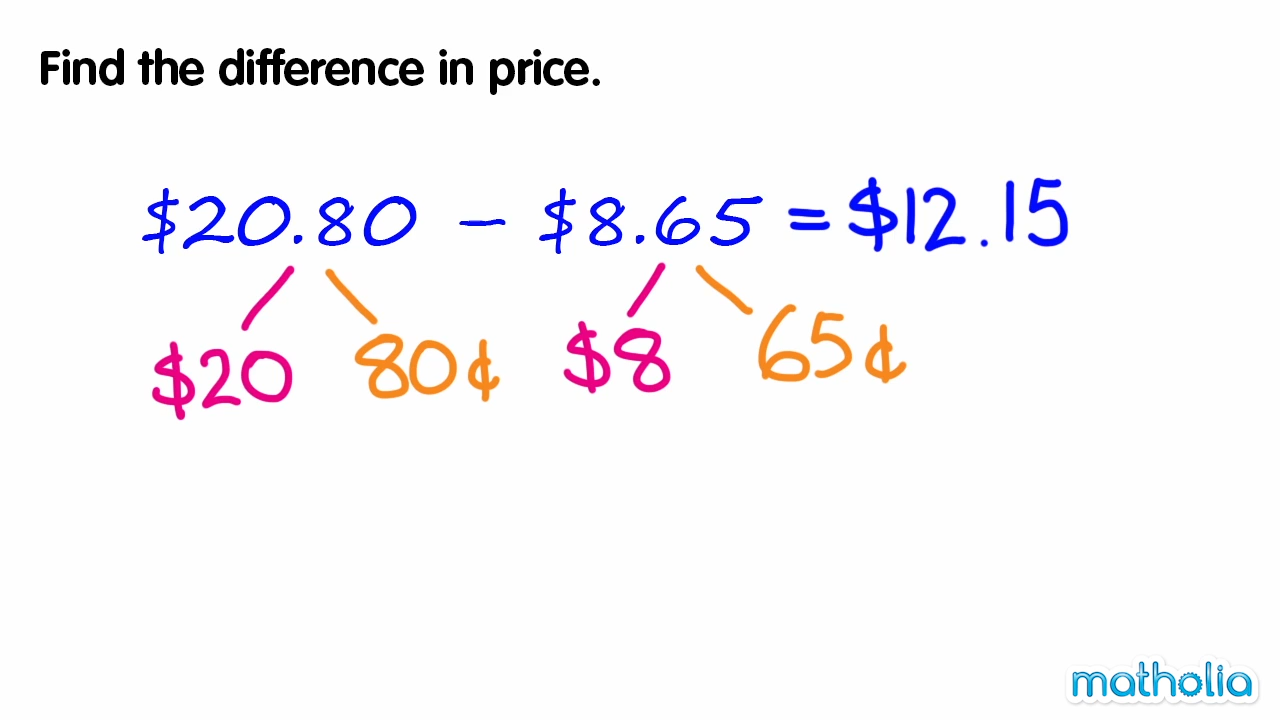 Find the difference in price.
$20.80 – $8.65 = $12.15
$20 80¢ $8 65¢
matholia